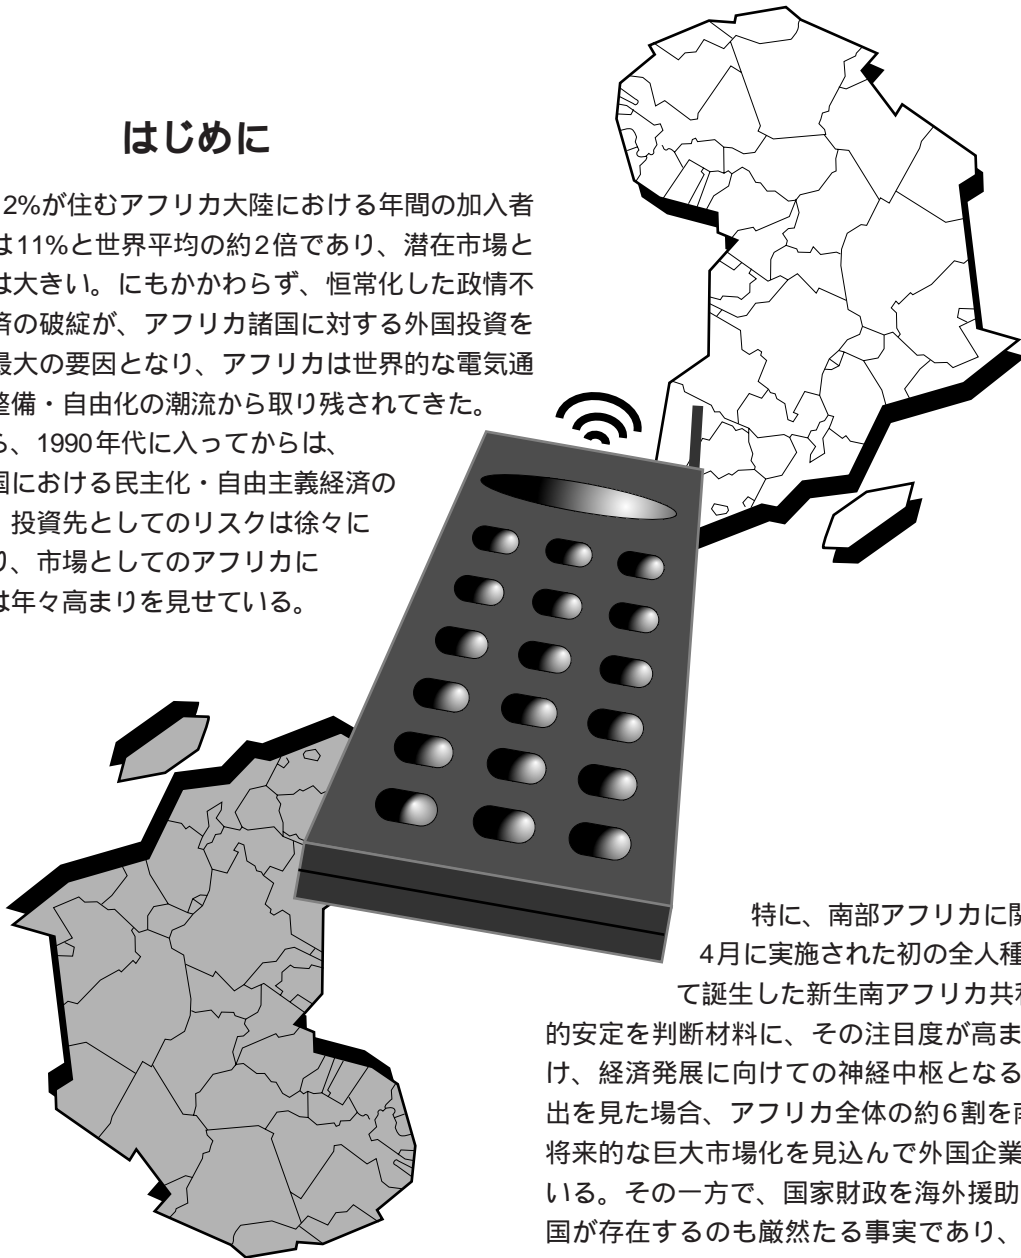 はじめに
2%が住むアフリカ大陸における年間の加入者
は11%と世界平均の約2倍であり、潜在市場と
は大きい。にもかかわらず、恒常化した政情不
済の破綻が、アフリカ諸国に対する外国投資を
最大の要因となり、アフリカは世界的な電気通
整備・自由化の潮流から取り残されてきた。
ら、1990年代に入ってからは、
国における民主化・自由主義経済の
、投資先としてのリスクは徐々に
り、市場としてのアフリカに
は年々高まりを見せている。
特に、南部アフリカに関
4月に実施された初の全人種
て誕生した新生南アフリカ共和
的安定を判断材料に、その注目度が高ま
け、経済発展に向けての神経中枢となる
出を見た場合、アフリカ全体の約6割を南
将来的な巨大市場化を見込んで外国企業
いる。その一方で、国家財政を海外援助
国が存在するのも厳然たる事実であり、